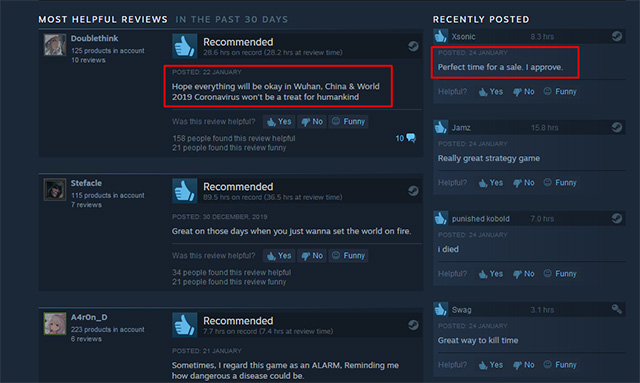 MOST HELPFUL REVIEWS IN THE PAST 30 DAYS
Doublethink
125 products in account
10 reviews
Recommended
28.6 hrs on record (28.2 hrs at review time)
POSTED: 22 JANUARY
Hope everything will be okay in Wuhan, China & World
2019 Coronavirus won't be a treat for humankind
Was this review helpful? Yes No Funny
158 people found this review helpful
21 people found this review funny
10
Stefacle
115 products in account
7 reviews
Recommended
89.5 hrs on record (36.5 hrs at review time)
POSTED: 30 DECEMBER, 2019
Great on those days when you just wanna set the world on fire.
Was this review helpful? Yes No Funny
34 people found this review helpful
21 people found this review funny
A4r0n_D
223 products in account
6 reviews
Recommended
7.7 hrs on record (7.4 hrs at review time)
POSTED: 21 JANUARY
Sometimes, I regard this game as an ALARM, Reminding me
how dangerous a disease could be.
RECENTLY POSTED
Xsonic 8.3 hrs
POSTED: 24 JANUARY
Perfect time for a sale. I approve.
Helpful? Yes No Funny
Jamz 15.8 hrs
POSTED: 24 JANUARY
Really great strategy game
Helpful? Yes No Funny
punished kobold 7.0 hrs
POSTED: 24 JANUARY
i died
Helpful? Yes No Funny
Swag 3.1 hrs
POSTED: 24 JANUARY
Great way to kill time
Helpful? Yes No Funny